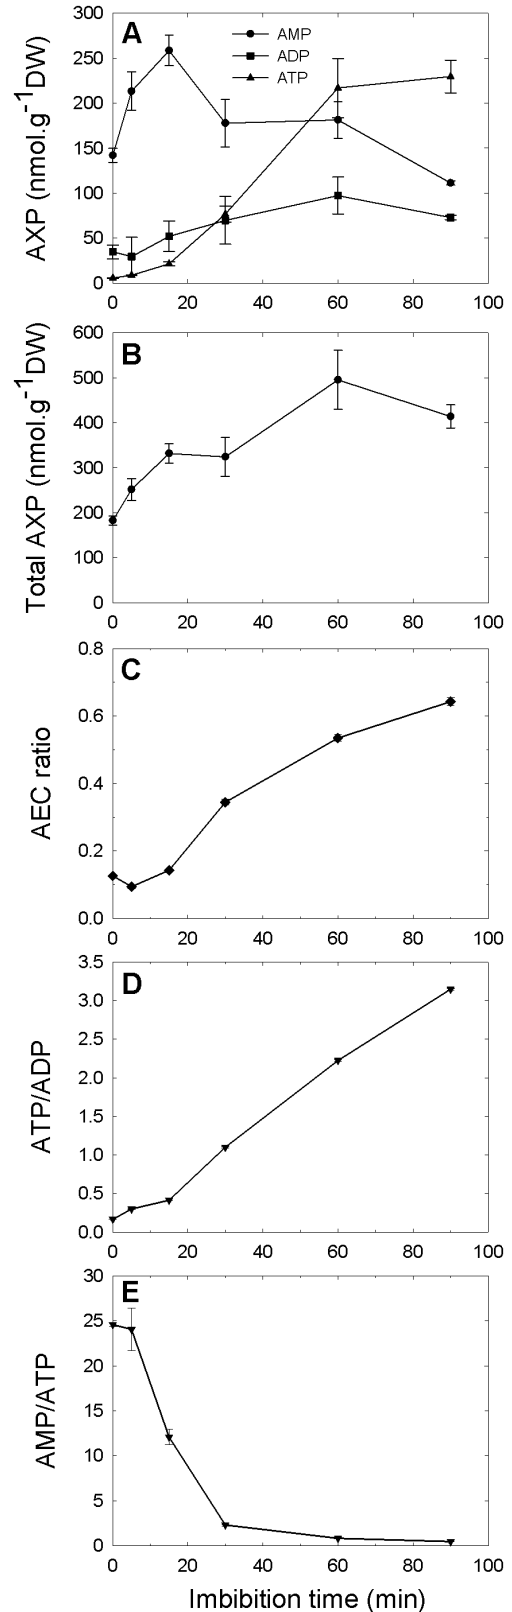 A
AMP
ADP
ATP
300
250
200
150
100
50
0
AXP (nmol.g⁻¹DW)
0 20 40 60 80 100
B
600
500
400
300
200
100
0
Total AXP (nmol.g⁻¹DW)
0 20 40 60 80 100
C
0.8
0.6
0.4
0.2
0.0
AEC ratio
0 20 40 60 80 100
D
3.5
3.0
2.5
2.0
1.5
1.0
0.5
0.0
ATP/ADP
0 20 40 60 80 100
E
30
25
20
15
10
5
0
AMP/ATP
0 20 40 60 80 100
Imbibition time (min)